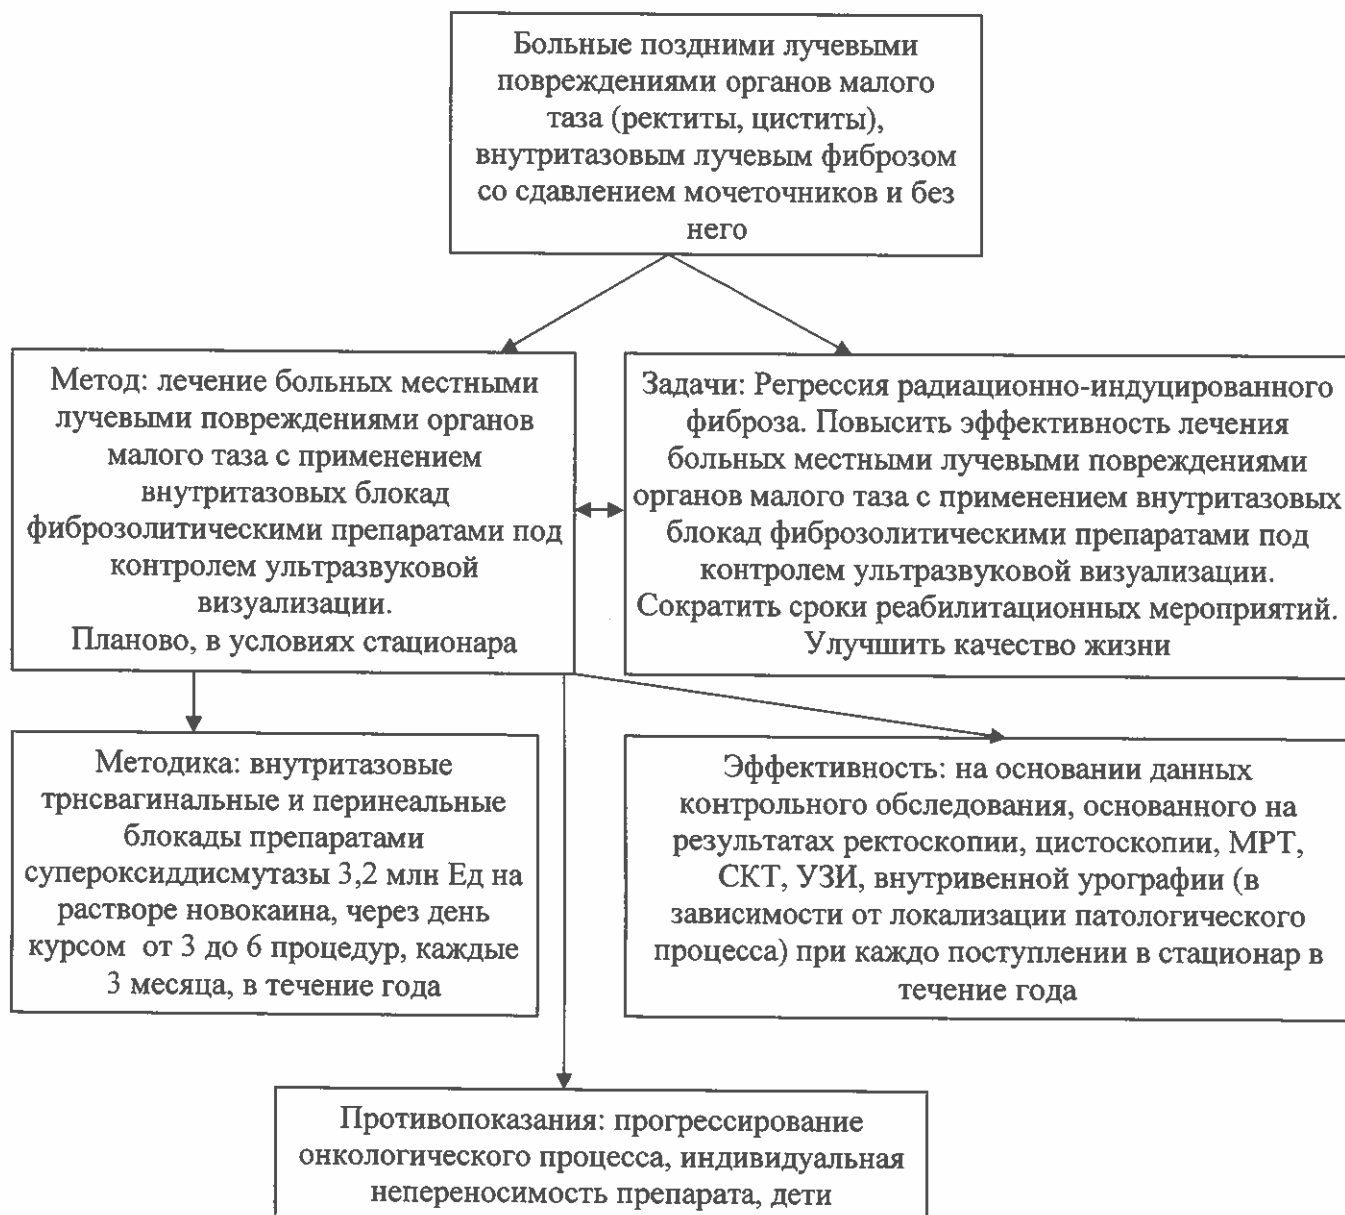 Больные поздними лучевыми
повреждениями органов малого
таза (ректиты, циститы),
внутритазовым лучевым фиброзом
со сдавлением мочеточников и без
него
Метод: лечение больных местными
лучевыми повреждениями органов
малого таза с применением
внутритазовых блокад
фиброзолитическими препаратами под
контролем ультразвуковой
визуализации.
Планово, в условиях стационара
Задачи: Регрессия радиационно-индуцированного
фиброза. Повысить эффективность лечения
больных местными лучевыми повреждениями
органов малого таза с применением внутритазовых
блокад фиброзолитическими препаратами под
контролем ультразвуковой визуализации.
Сократить сроки реабилитационных мероприятий.
Улучшить качество жизни
Методика: внутритазовые
трнсвагинальные и перинеальные
блокады препаратами
супероксиддисмутазы 3,2 млн Ед на
растворе новокаина, через день
курсом от 3 до 6 процедур, каждые
3 месяца, в течение года
Эффективность: на основании данных
контрольного обследования, основанного на
результатах ректоскопии, цистоскопии, МРТ,
СКТ, УЗИ, внутривенной урографии (в
зависимости от локализации патологического
процесса) при каждо поступлении в стационар в
течение года
Противопоказания: прогрессирование
онкологического процесса, индивидуальная
непереносимость препарата, дети